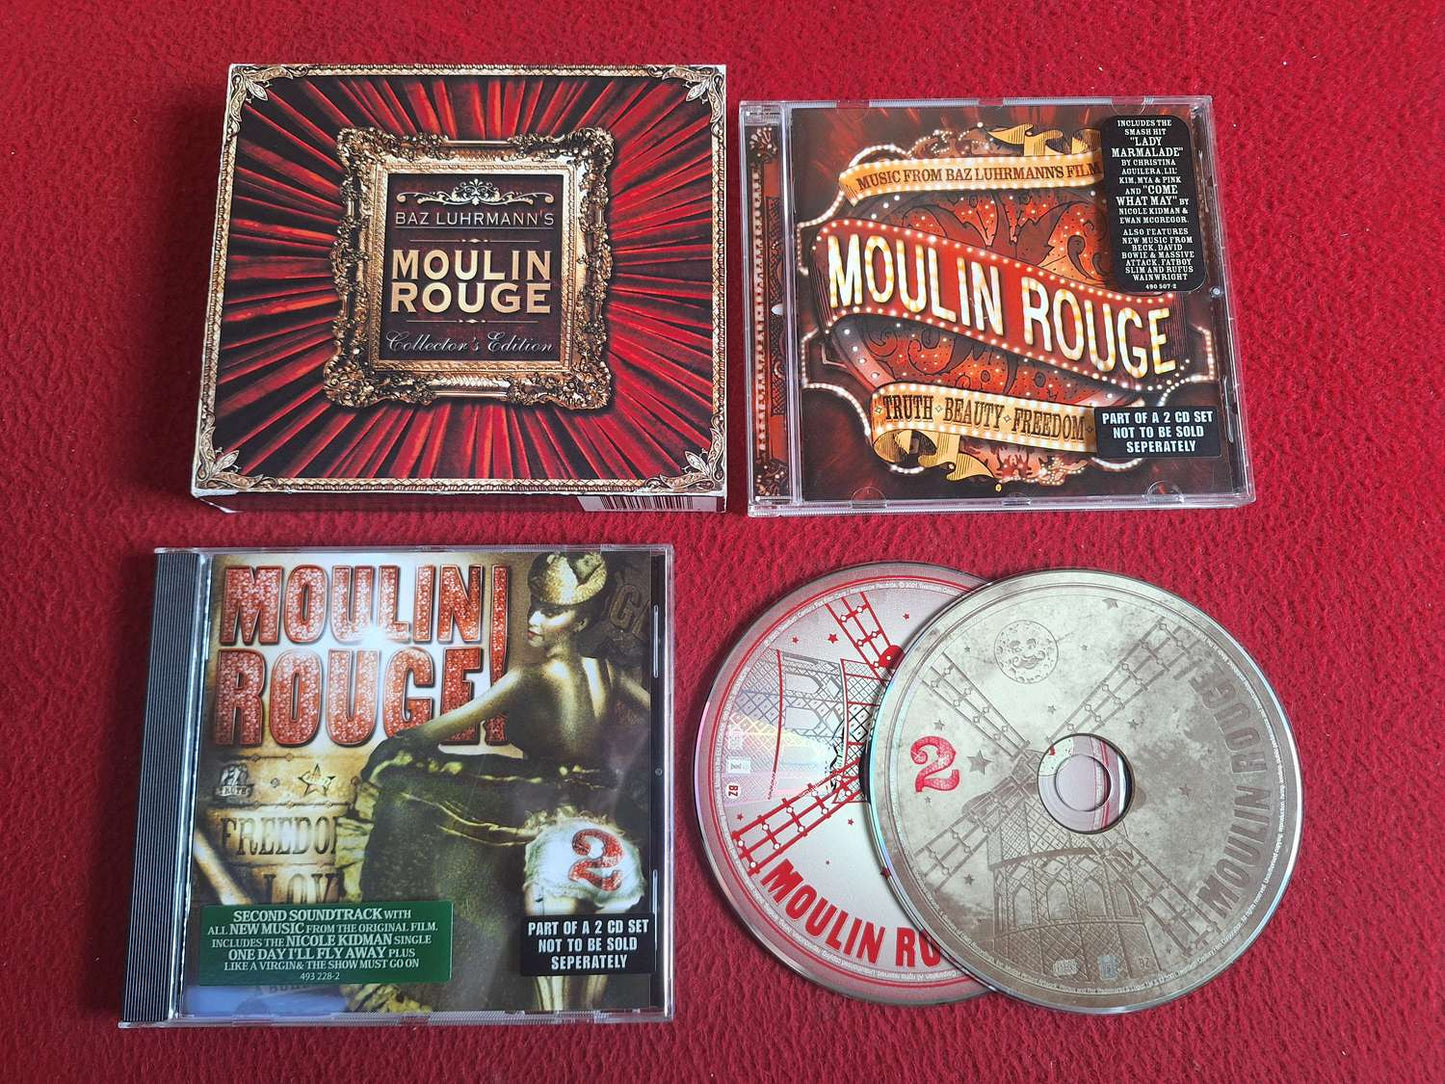 BAZ LUHRMANN'S
MOULIN
ROUGE
Collector's Edition
MUSIC FROM BAZ LUHRMANN'S FILM
MOULIN ROUGE
TRUTH · BEAUTY · FREEDOM ·
INCLUDES THE
SMASH HIT
"LADY
MARMALADE"
BY CHRISTINA
AGUILERA, LIL'
KIM, MYA & PINK
AND "COME
WHAT MAY" BY
NICOLE KIDMAN &
EWAN MCGREGOR.
ALSO FEATURES
NEW MUSIC FROM
BECK, DAVID
BOWIE & MASSIVE
ATTACK, FATBOY
SLIM AND RUFUS
WAINWRIGHT
490 507-2
PART OF A 2 CD SET
NOT TO BE SOLD
SEPERATELY
MOULIN
ROUGE!
FREEDO
LOV
2
SECOND SOUNDTRACK WITH
ALL NEW MUSIC FROM THE ORIGINAL FILM.
INCLUDES THE NICOLE KIDMAN SINGLE
ONE DAY I'LL FLY AWAY PLUS
LIKE A VIRGIN & THE SHOW MUST GO ON
493 228-2
PART OF A 2 CD SET
NOT TO BE SOLD
SEPERATELY
BZ
MOULIN RO
2
MOULIN ROUGE